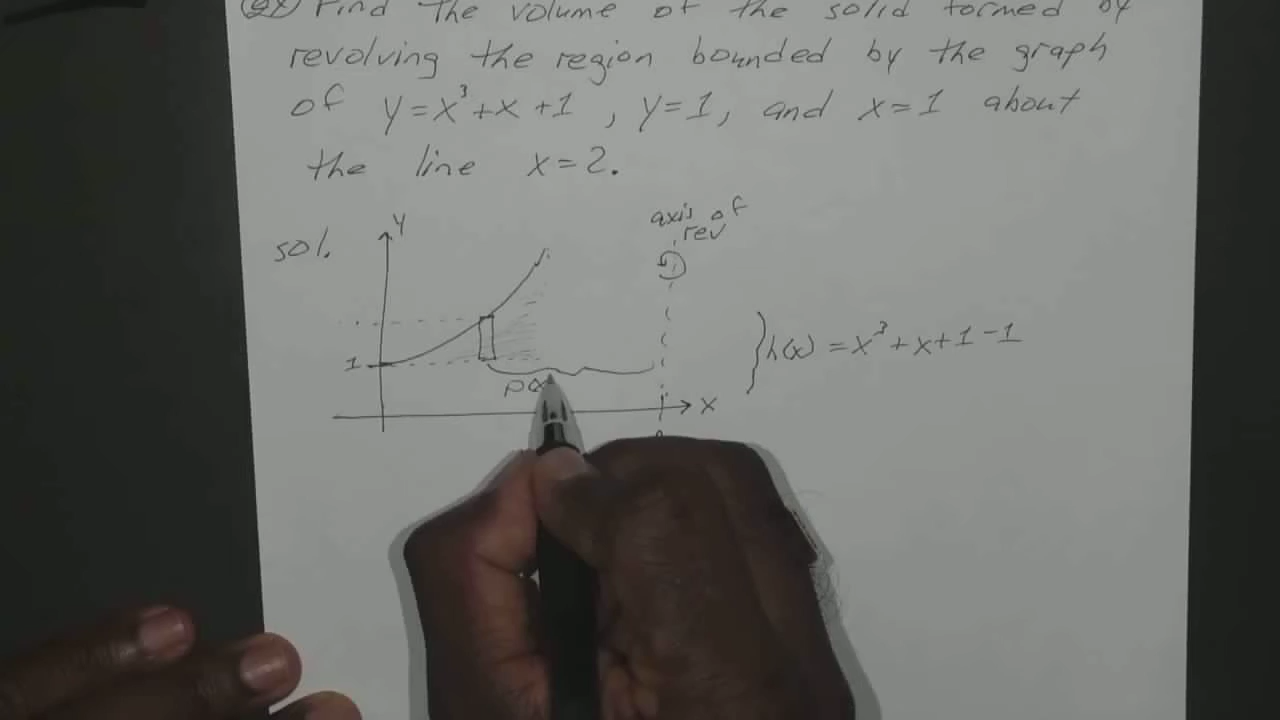 Ex) Find the volume of the solid formed by
revolving the region bounded by the graph
of y=x³+x+1, y=1, and x=1 about
the line x=2.
axis of
rev
sol.
Y
h(x) = x³+x+1-1
1
p(x
X